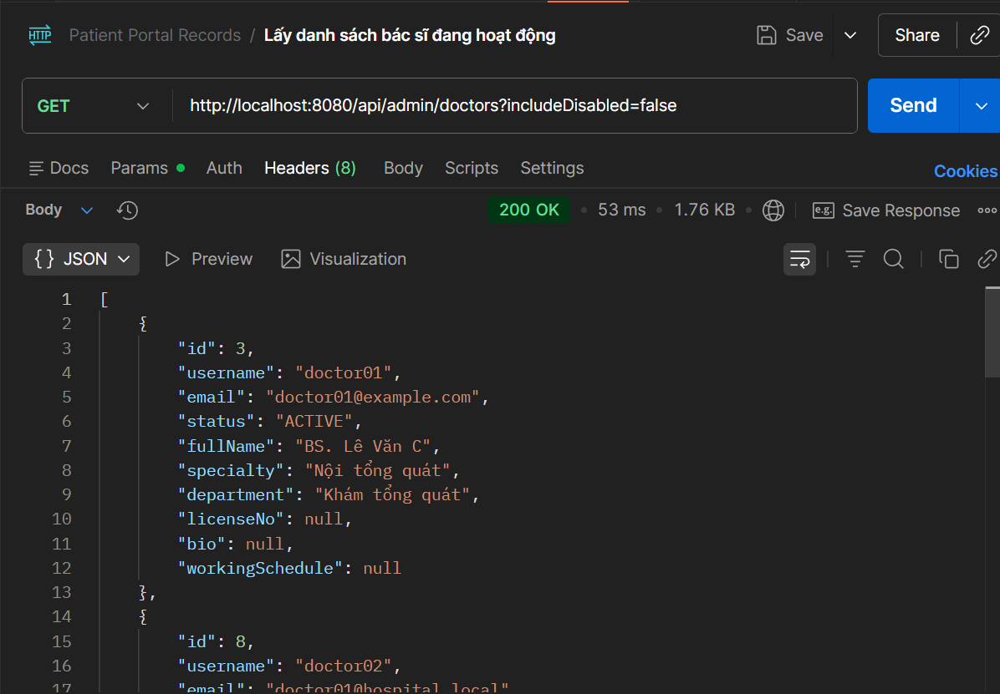 HTTP Patient Portal Records / Lấy danh sách bác sĩ đang hoạt động Save Share
GET http://localhost:8080/api/admin/doctors?includeDisabled=false Send
Docs Params Auth Headers (8) Body Scripts Settings Cookies
Body 200 OK • 53 ms • 1.76 KB • e.g. Save Response
{} JSON Preview Visualization
1 [
2 {
3 "id": 3,
4 "username": "doctor01",
5 "email": "doctor01@example.com",
6 "status": "ACTIVE",
7 "fullName": "BS. Lê Văn C",
8 "specialty": "Nội tổng quát",
9 "department": "Khám tổng quát",
10 "licenseNo": null,
11 "bio": null,
12 "workingSchedule": null
13 },
14 {
15 "id": 8,
16 "username": "doctor02",
17 "email": "doctor01@hospital.local"